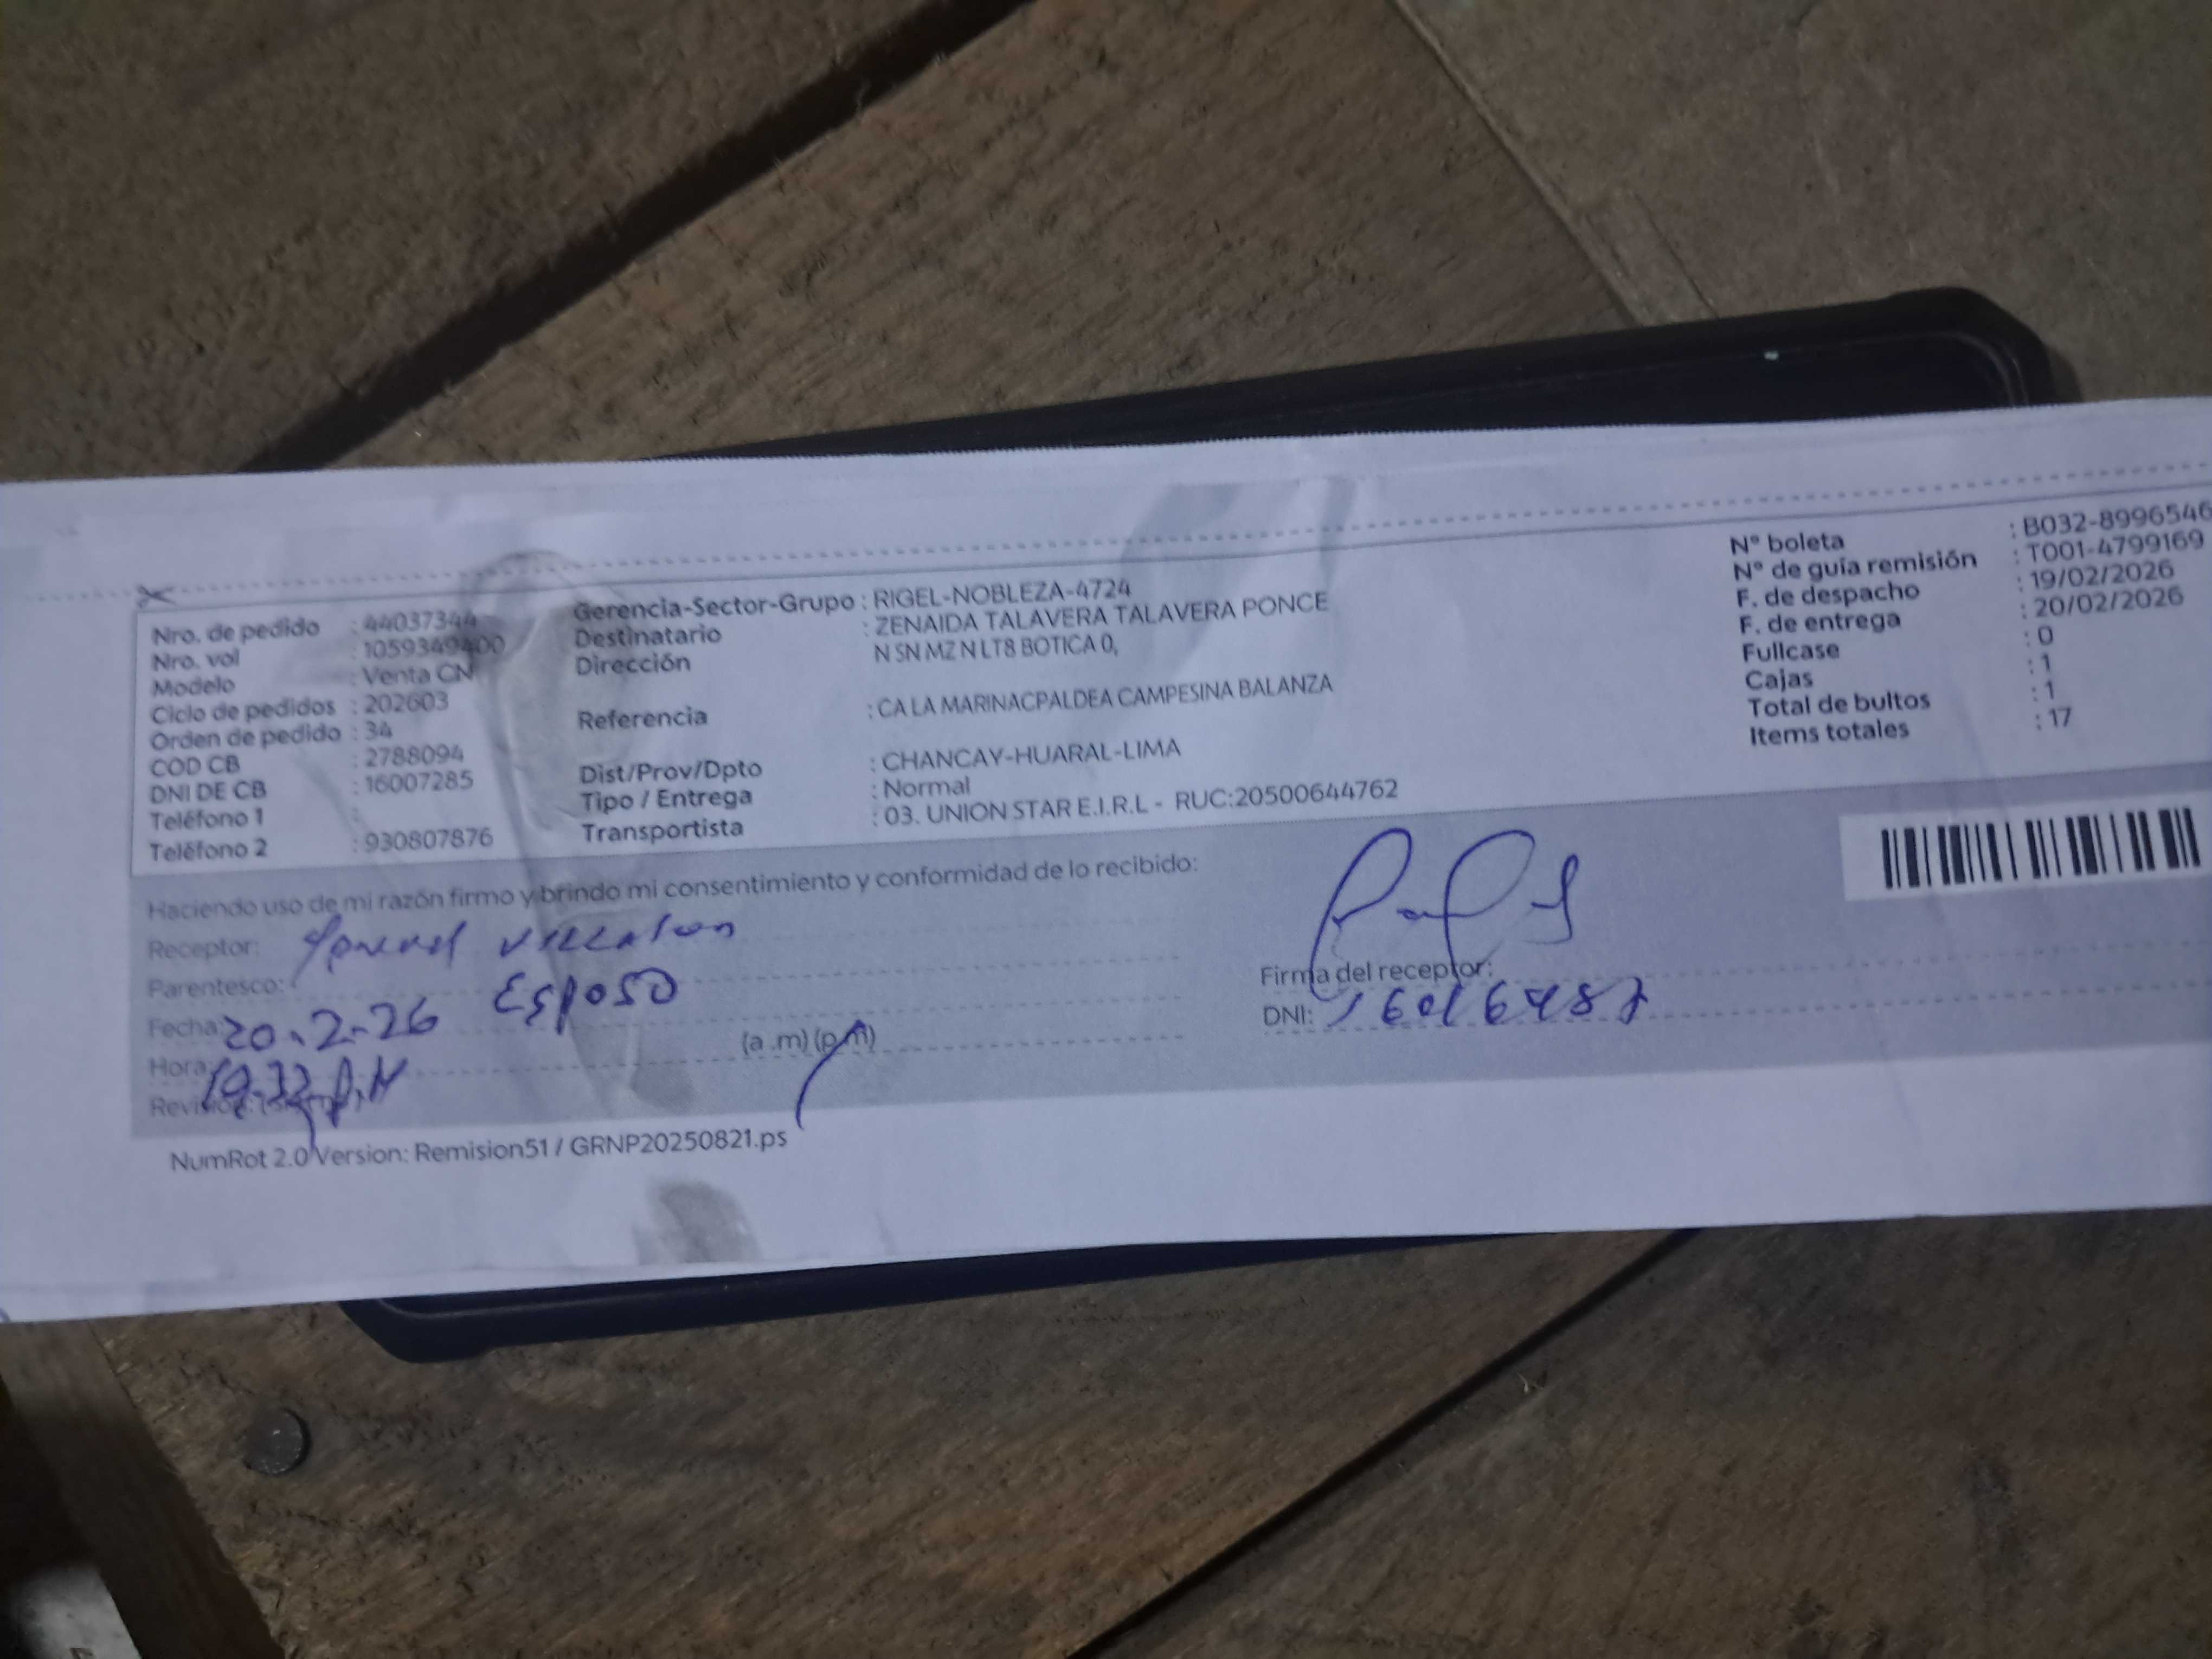 Nro. de pedido : 44037344
Nro. vol : 1059349400
Modelo : Venta CN
Ciclo de pedidos : 202603
Orden de pedido : 34
COD CB : 2788094
DNI DE CB : 16007285
Teléfono 1 :
Teléfono 2 : 930807876
Gerencia-Sector-Grupo : RIGEL-NOBLEZA-4724
Destinatario : ZENAIDA TALAVERA TALAVERA PONCE
Dirección N SN MZ N LT8 BOTICA 0,
Referencia : CA LA MARINACPALDEA CAMPESINA BALANZA
Dist/Prov/Dpto : CHANCAY-HUARAL-LIMA
Tipo / Entrega : Normal
Transportista : 03. UNION STAR E.I.R.L - RUC:20500644762
N° boleta : B032-8996546
N° de guía remisión : T001-4799169
F. de despacho : 19/02/2026
F. de entrega : 20/02/2026
Fullcase : 0
Cajas : 1
Total de bultos : 1
Items totales : 17
Haciendo uso de mi razón firmo y brindo mi consentimiento y conformidad de lo recibido:
Receptor:
Parentesco: Esposo
Fecha: 20-2-26
Hora: (a .m) (p.m)
Firma del receptor:
DNI:
NumRot 2.0 Version: Remision51 / GRNP20250821.ps